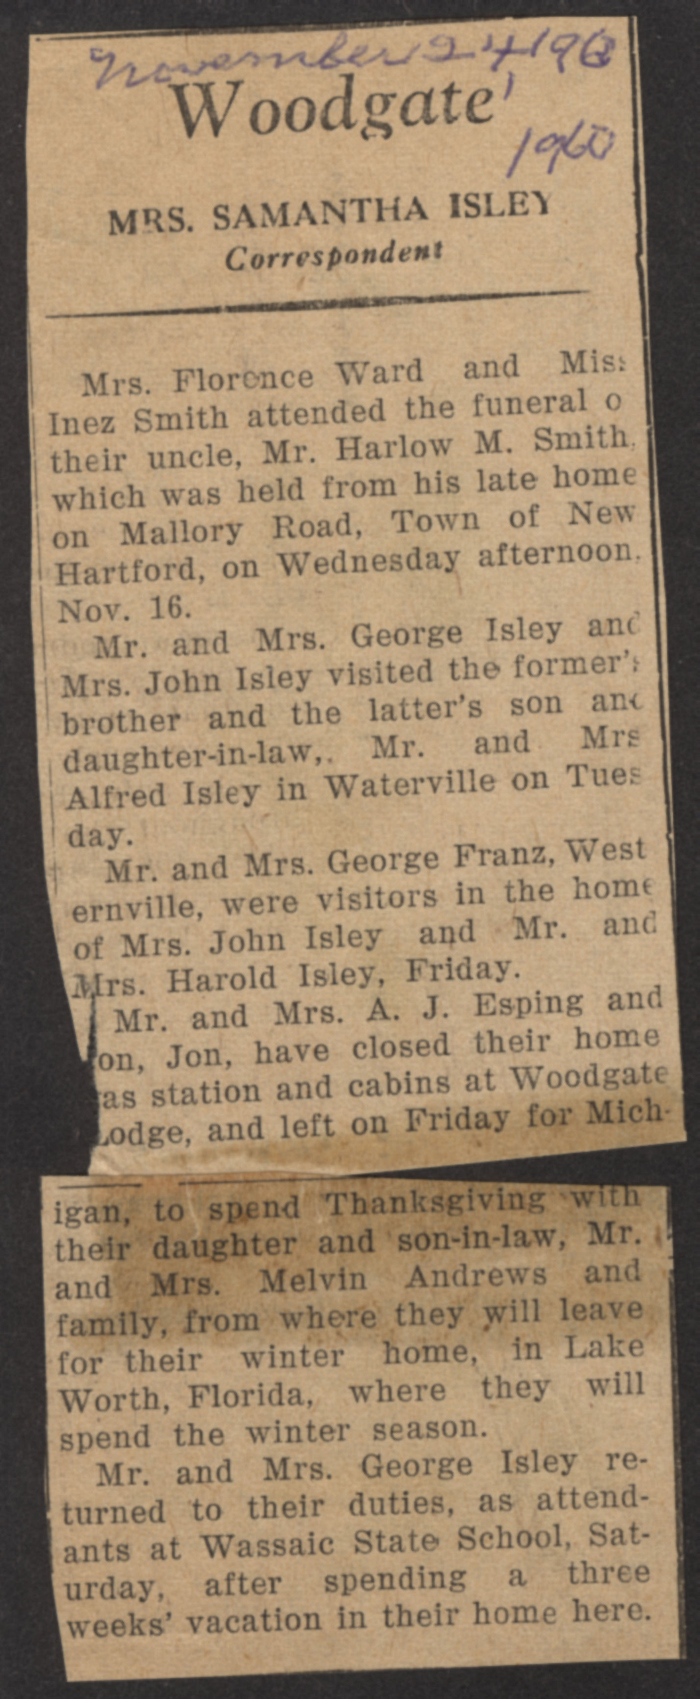 November 24, 196
Woodgate
1960
MRS. SAMANTHA ISLEY
Correspondent
Mrs. Florence Ward and Miss
Inez Smith attended the funeral o
their uncle, Mr. Harlow M. Smith,
which was held from his late home
on Mallory Road, Town of New
Hartford, on Wednesday afternoon,
Nov. 16.
Mr. and Mrs. George Isley and
Mrs. John Isley visited the former's
brother and the latter's son and
daughter-in-law,. Mr. and Mrs
Alfred Isley in Waterville on Tues
day.
Mr. and Mrs. George Franz, West
ernville, were visitors in the home
of Mrs. John Isley and Mr. and
Mrs. Harold Isley, Friday.
Mr. and Mrs. A. J. Esping and
on, Jon, have closed their home
as station and cabins at Woodgate
Lodge, and left on Friday for Mich-
igan, to spend Thanksgiving with
their daughter and son-in-law, Mr.
and Mrs. Melvin Andrews and
family, from where they will leave
for their winter home, in Lake
Worth, Florida, where they will
spend the winter season.
Mr. and Mrs. George Isley re-
turned to their duties, as attend-
ants at Wassaic State School, Sat-
urday, after spending a three
weeks' vacation in their home here.